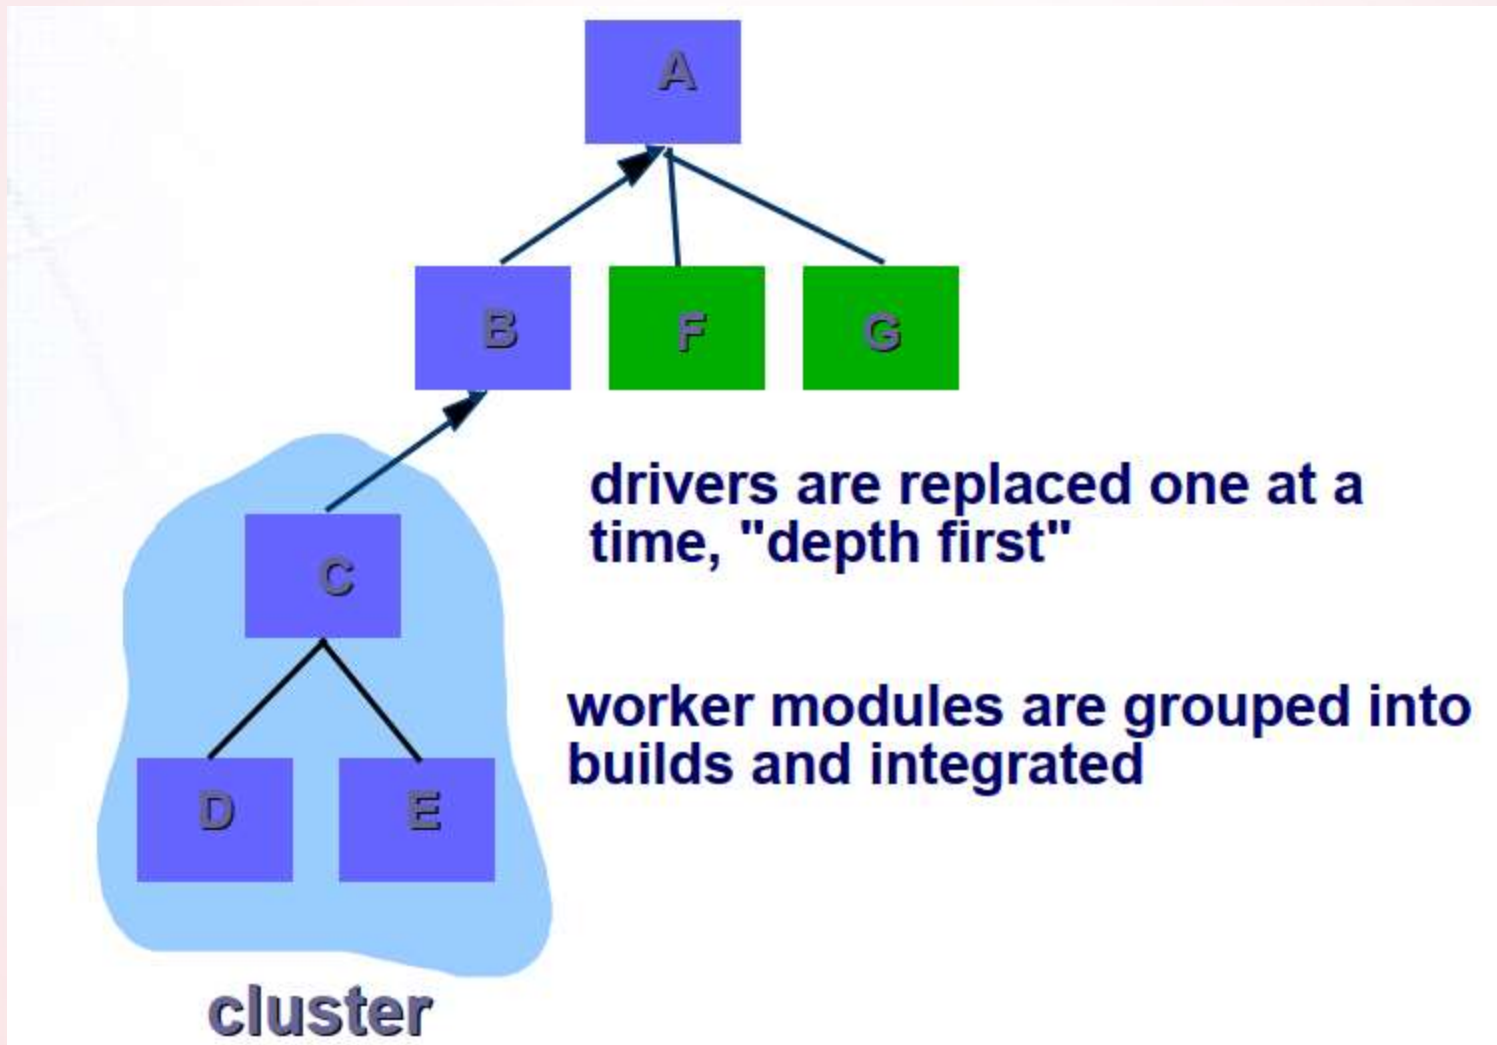 A
B
F
G
drivers are replaced one at a
time, "depth first"
C
worker modules are grouped into
builds and integrated
D
E
cluster